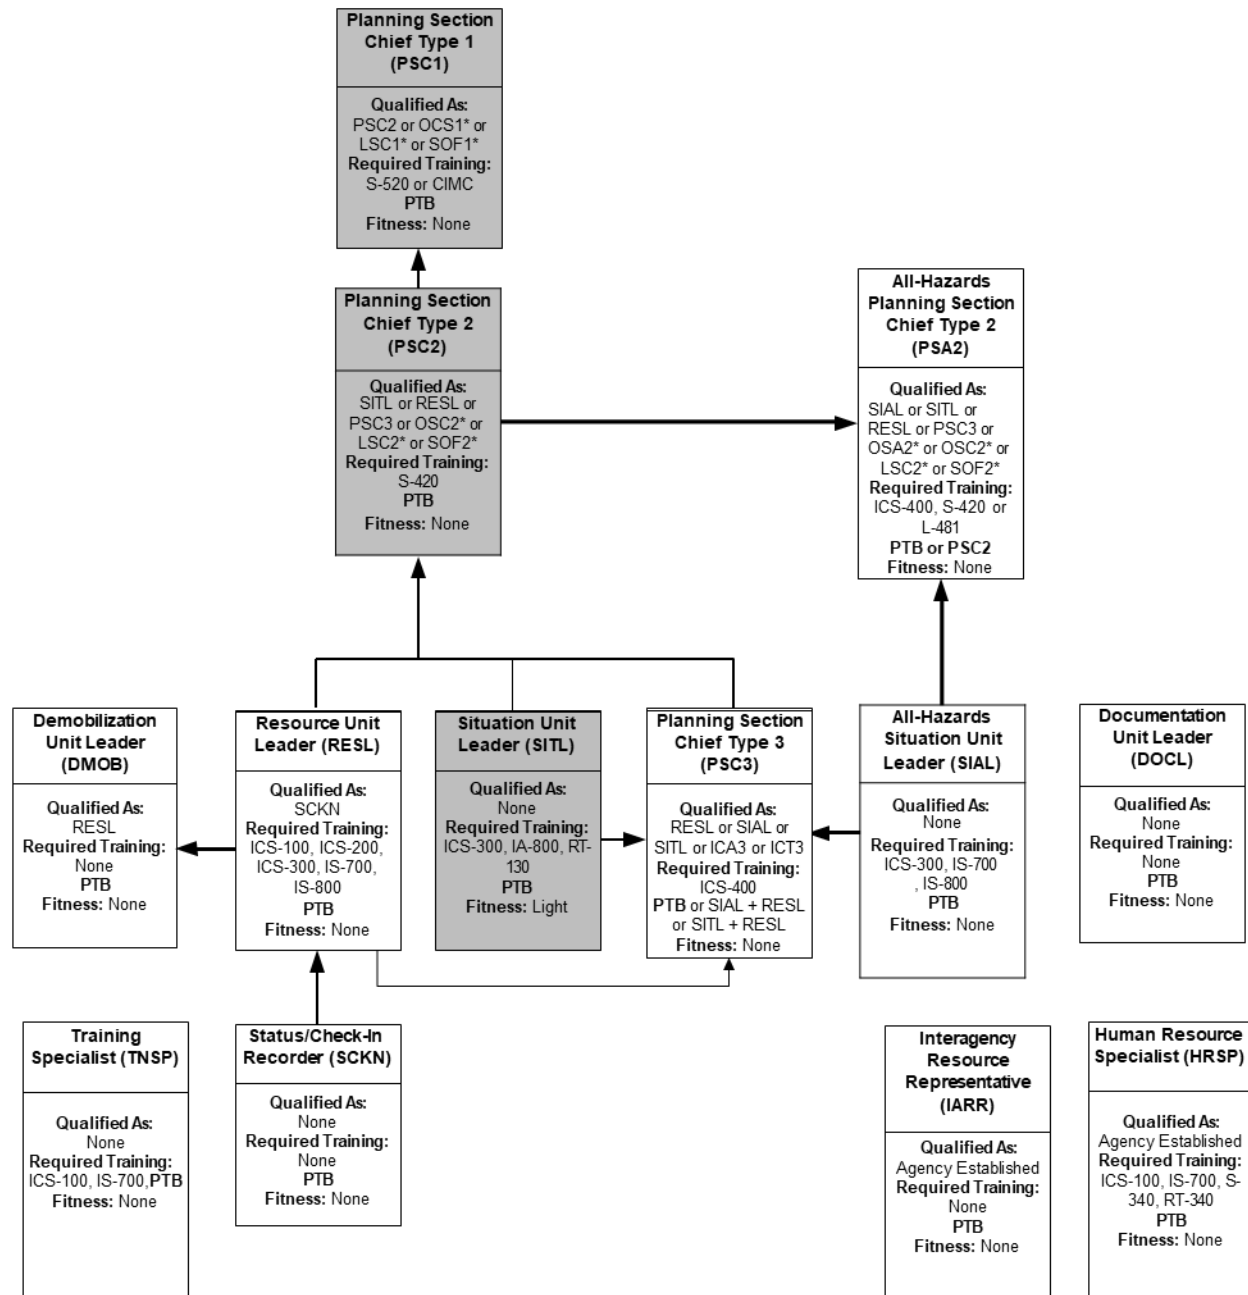 Planning Section
Chief Type 1
(PSC1)
Qualified As:
PSC2 or OCS1* or
LSC1* or SOF1*
Required Training:
S-520 or CIMC
PTB
Fitness: None
Planning Section
Chief Type 2
(PSC2)
Qualified As:
SITL or RESL or
PSC3 or OSC2* or
LSC2* or SOF2*
Required Training:
S-420
PTB
Fitness: None
All-Hazards
Planning Section
Chief Type 2
(PSA2)
Qualified As:
SIAL or SITL or
RESL or PSC3 or
OSA2* or OSC2* or
LSC2* or SOF2*
Required Training:
ICS-400, S-420 or
L-481
PTB or PSC2
Fitness: None
Demobilization
Unit Leader
(DMOB)
Qualified As:
RESL
Required Training:
None
PTB
Fitness: None
Resource Unit
Leader (RESL)
Qualified As:
SCKN
Required Training:
ICS-100, ICS-200,
ICS-300, IS-700,
IS-800
PTB
Fitness: None
Situation Unit
Leader (SITL)
Qualified As:
None
Required Training:
ICS-300, IA-800, RT-
130
PTB
Fitness: Light
Planning Section
Chief Type 3
(PSC3)
Qualified As:
RESL or SIAL or
SITL or ICA3 or ICT3
Required Training:
ICS-400
PTB or SIAL + RESL
or SITL + RESL
Fitness: None
All-Hazards
Situation Unit
Leader (SIAL)
Qualified As:
None
Required Training:
ICS-300, IS-700
, IS-800
PTB
Fitness: None
Documentation
Unit Leader
(DOCL)
Qualified As:
None
Required Training:
None
PTB
Fitness: None
Training
Specialist (TNSP)
Qualified As:
None
Required Training:
ICS-100, IS-700,PTB
Fitness: None
Status/Check-In
Recorder (SCKN)
Qualified As:
None
Required Training:
None
PTB
Fitness: None
Interagency
Resource
Representative
(IARR)
Qualified As:
Agency Established
Required Training:
None
PTB
Fitness: None
Human Resource
Specialist (HRSP)
Qualified As:
Agency Established
Required Training:
ICS-100, IS-700, S-
340, RT-340
PTB
Fitness: None